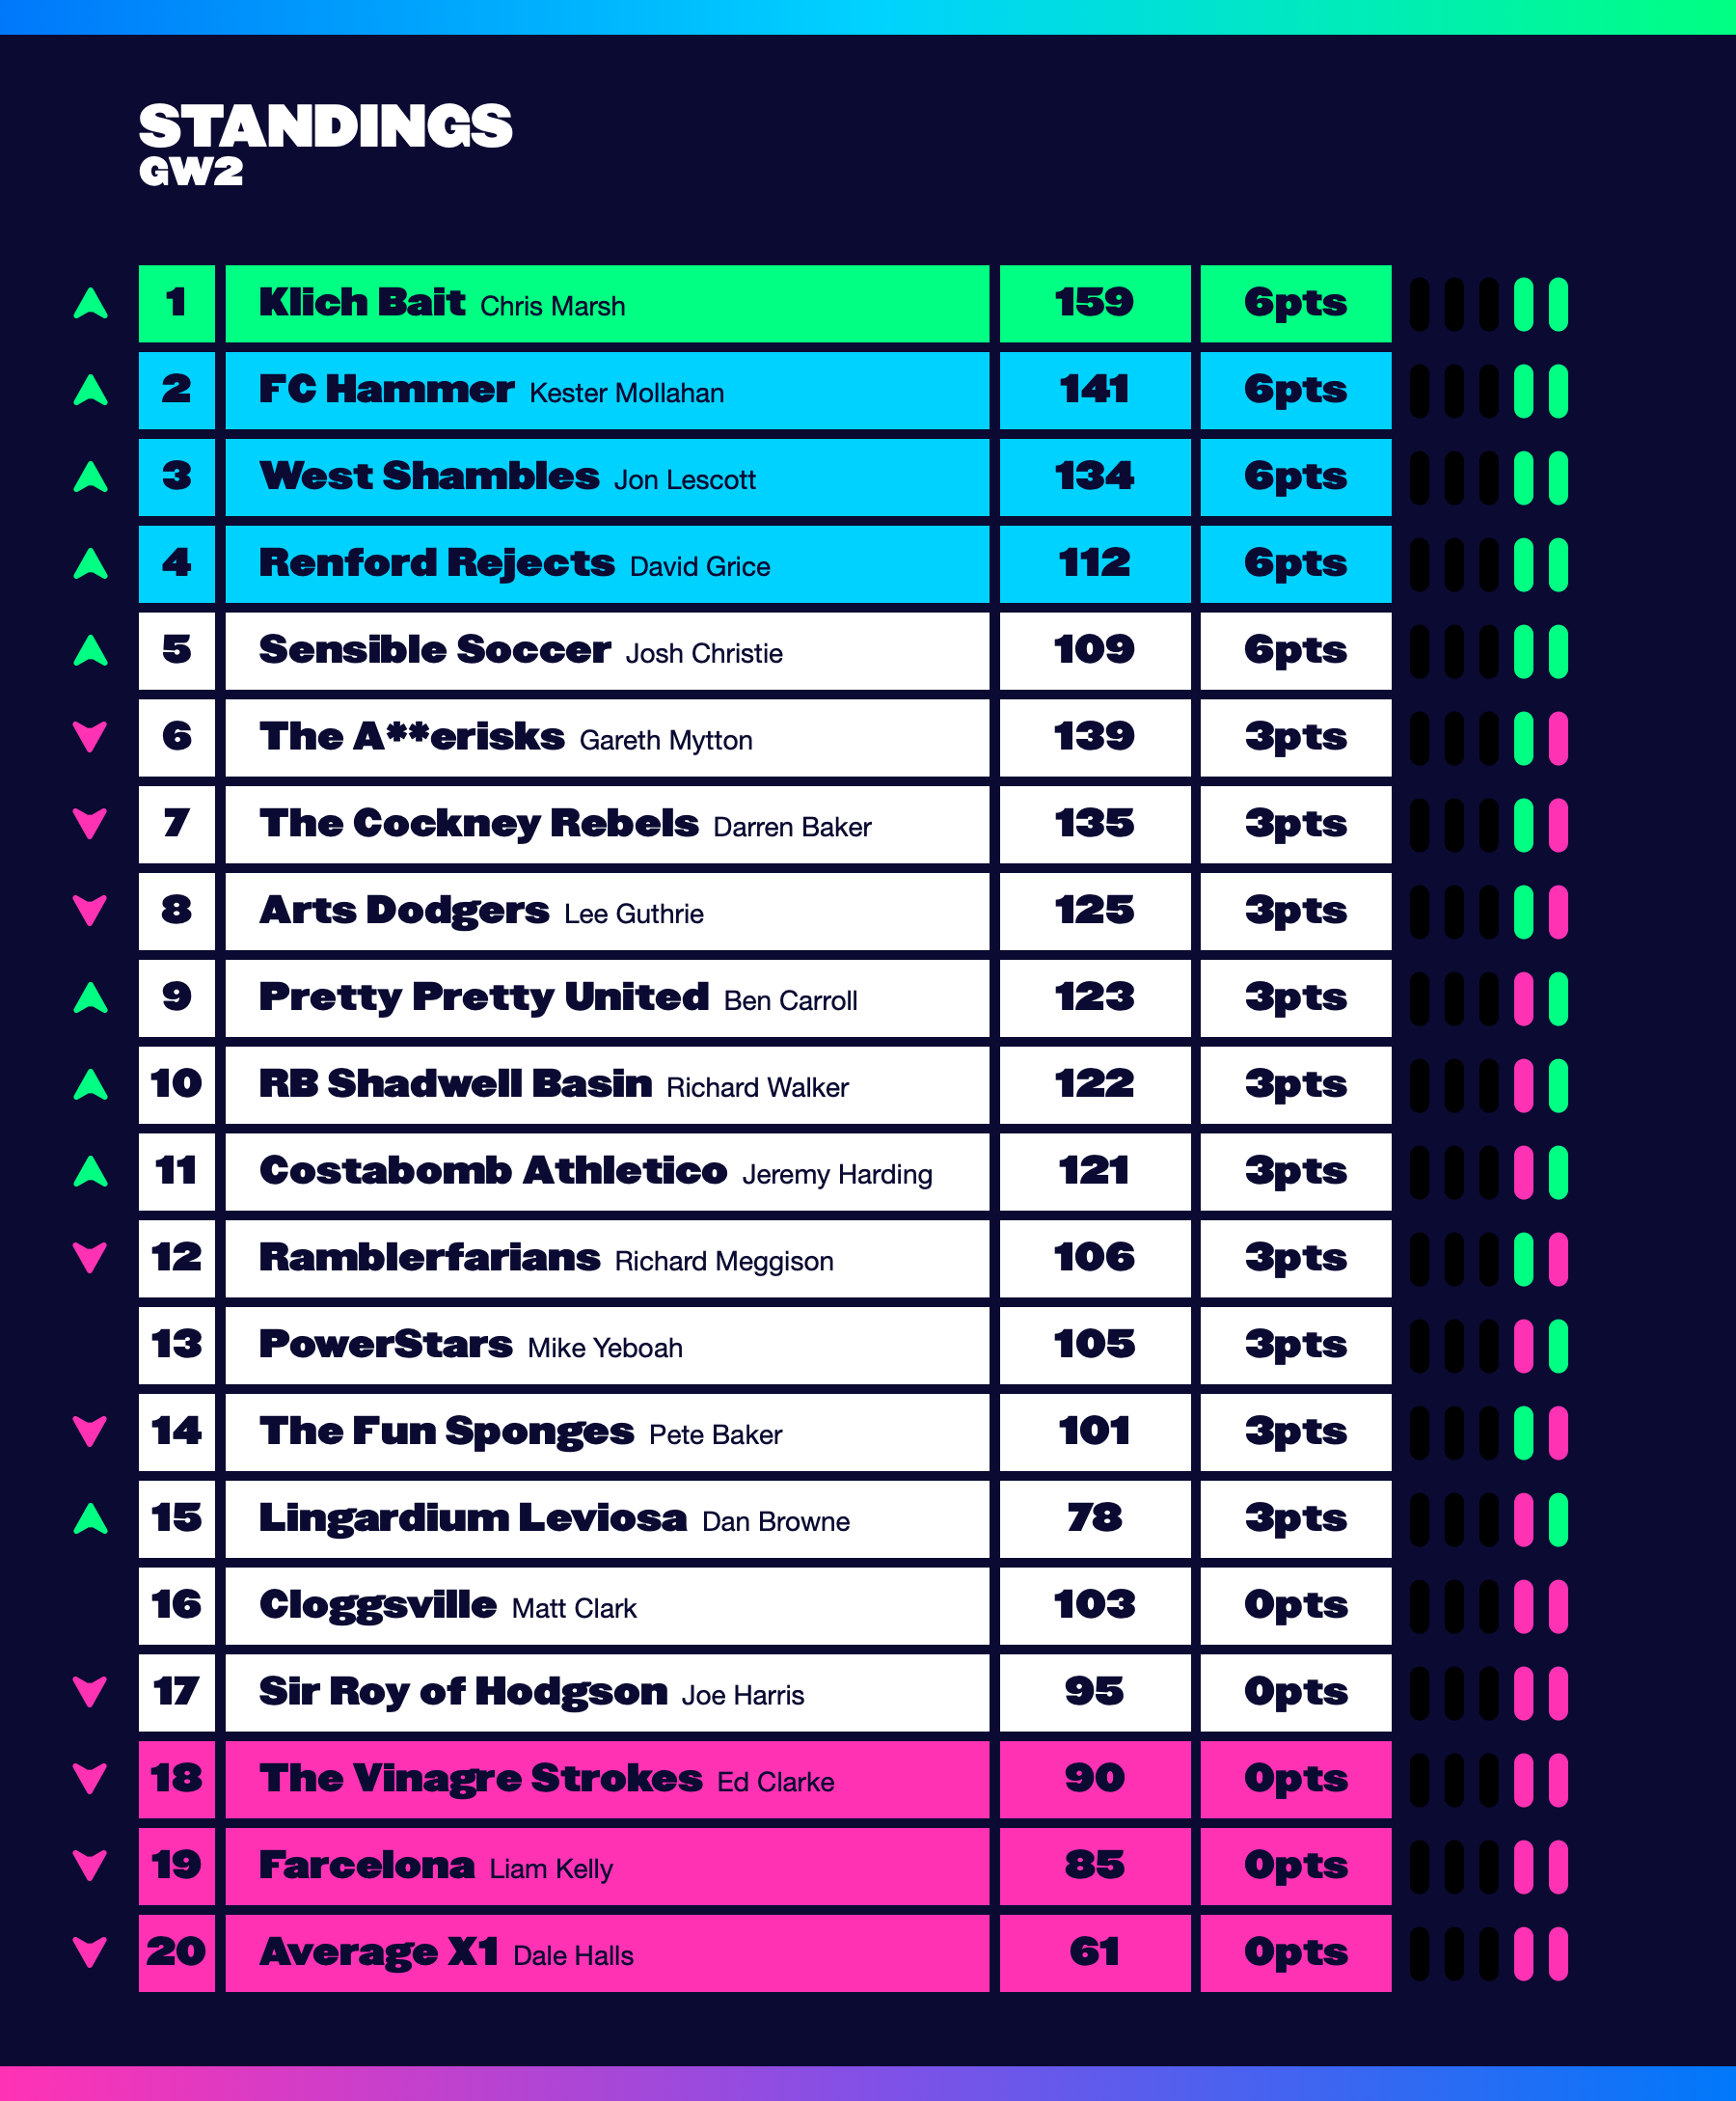 STANDINGS
GW2
1 Klich Bait Chris Marsh 159 6pts
2 FC Hammer Kester Mollahan 141 6pts
3 West Shambles Jon Lescott 134 6pts
4 Renford Rejects David Grice 112 6pts
5 Sensible Soccer Josh Christie 109 6pts
6 The A**erisks Gareth Mytton 139 3pts
7 The Cockney Rebels Darren Baker 135 3pts
8 Arts Dodgers Lee Guthrie 125 3pts
9 Pretty Pretty United Ben Carroll 123 3pts
10 RB Shadwell Basin Richard Walker 122 3pts
11 Costabomb Athletico Jeremy Harding 121 3pts
12 Ramblerfarians Richard Meggison 106 3pts
13 PowerStars Mike Yeboah 105 3pts
14 The Fun Sponges Pete Baker 101 3pts
15 Lingardium Leviosa Dan Browne 78 3pts
16 Cloggsville Matt Clark 103 0pts
17 Sir Roy of Hodgson Joe Harris 95 0pts
18 The Vinagre Strokes Ed Clarke 90 0pts
19 Farcelona Liam Kelly 85 0pts
20 Average X1 Dale Halls 61 0pts